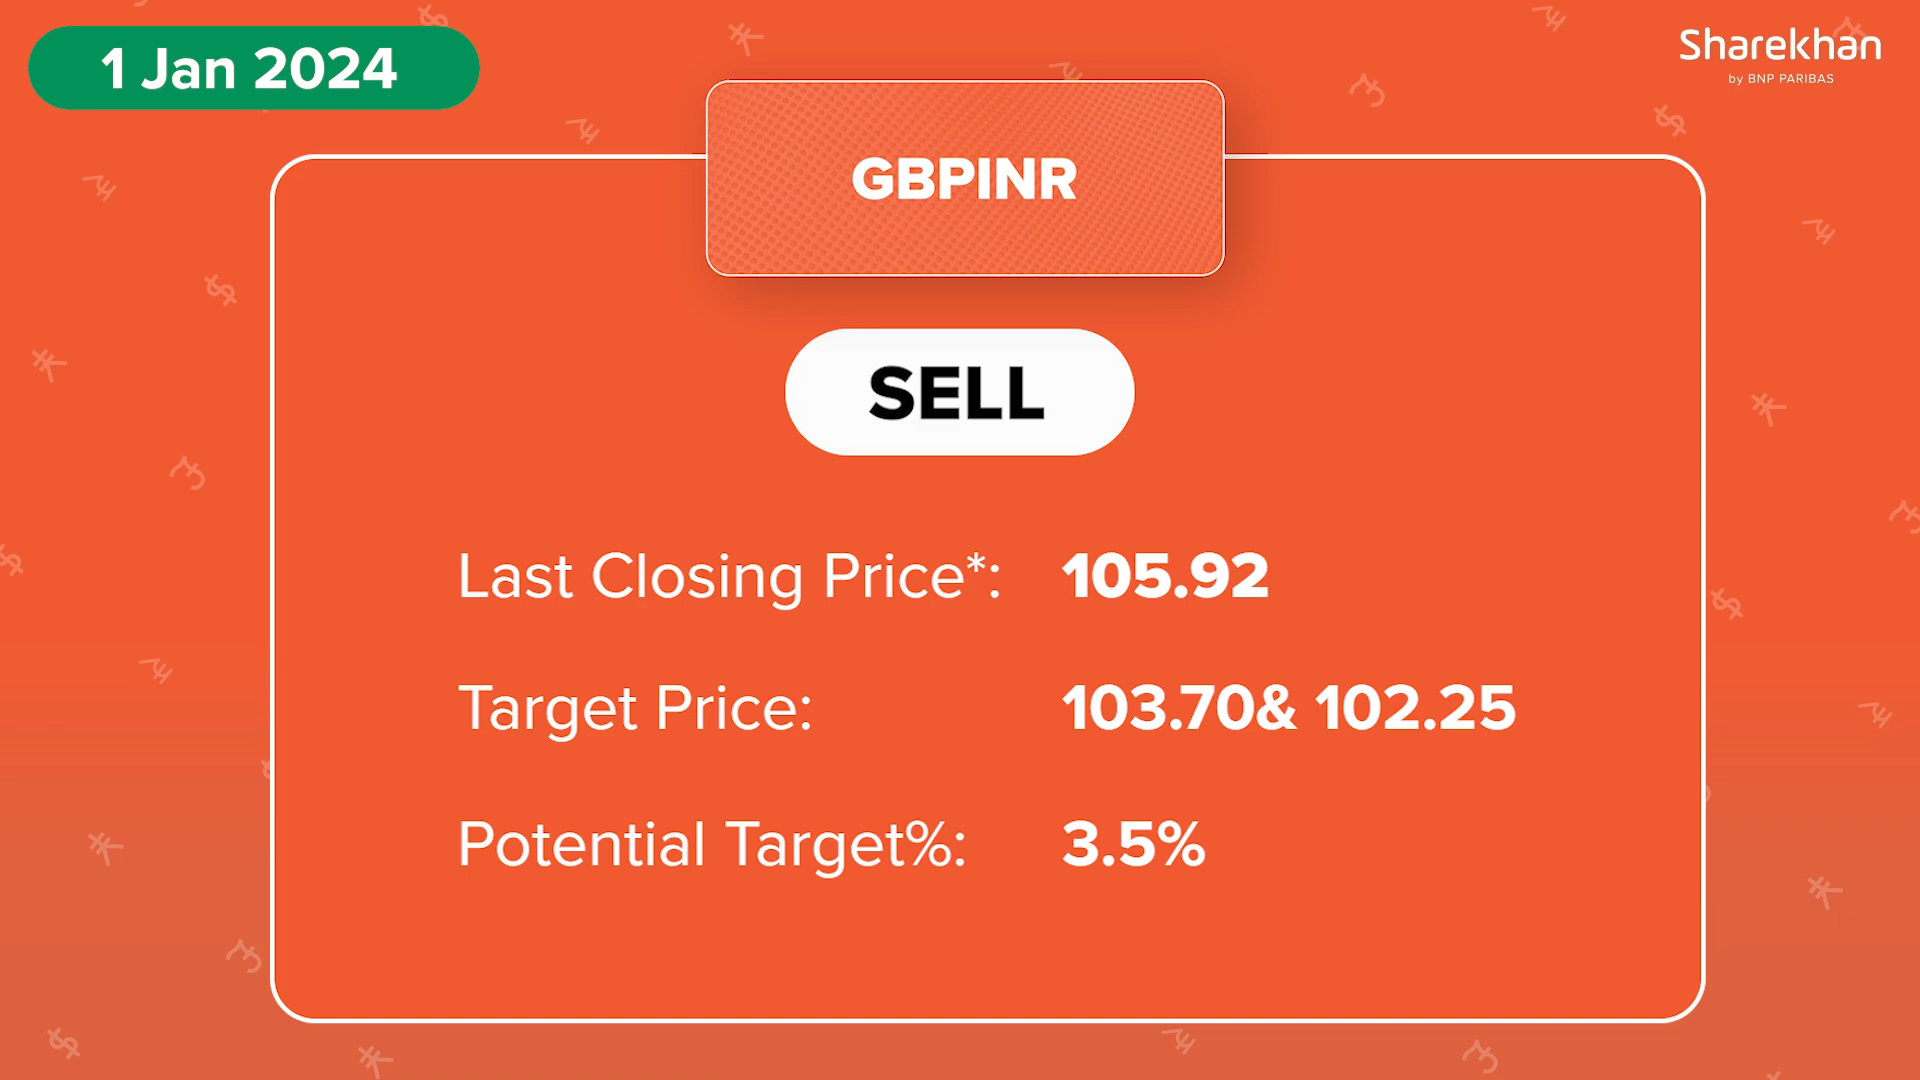 1 Jan 2024
Sharekhan
by BNP PARIBAS
GBPINR
SELL
Last Closing Price*: 105.92
Target Price: 103.70& 102.25
Potential Target%: 3.5%